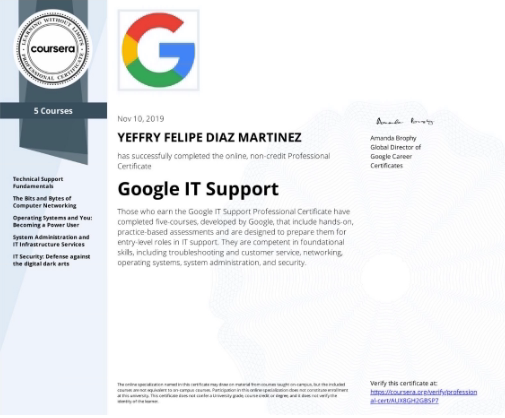 LEARNING WITHOUT LIMITS
coursera
PROFESSIONAL CERTIFICATE
5 Courses
Technical Support
Fundamentals
The Bits and Bytes of
Computer Networking
Operating Systems and You:
Becoming a Power User
System Administration and
IT Infrastructure Services
IT Security: Defense against
the digital dark arts
G
Nov 10, 2019
YEFFRY FELIPE DIAZ MARTINEZ
has successfully completed the online, non-credit Professional
Certificate
Google IT Support
Those who earn the Google IT Support Professional Certificate have
completed five-courses, developed by Google, that include hands-on,
practice-based assessments and are designed to prepare them for
entry-level roles in IT support. They are competent in foundational
skills, including troubleshooting and customer service, networking,
operating systems, system administration, and security.
Amanda Brophy
Global Director of
Google Career
Certificates
The online specialization named in this certificate may draw on material from courses taught on-campus, but the included
courses are not equivalent to on-campus courses. Participation in this online specialization does not constitute enrollment
at this university. This certificate does not confer a University grade, course credit or degree, and it does not verify the
identity of the learner.
Verify this certificate at:
https://coursera.org/verify/profession